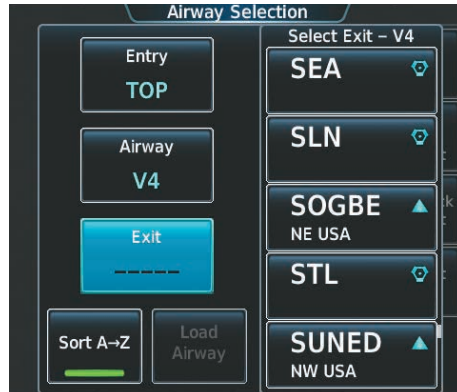 Airway Selection
Entry
TOP
Airway
V4
Exit
_____
Sort A→Z
Load
Airway
Select Exit – V4
SEA
SLN
SOGBE
NE USA
STL
SUNED
NW USA